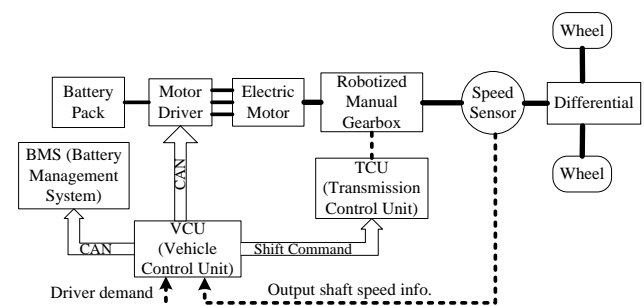 Wheel
Battery
Pack
Motor
Driver
Electric
Motor
Robotized
Manual
Gearbox
Speed
Sensor
Differential
Wheel
BMS (Battery
Management
System)
CAN
TCU
(Transmission
Control Unit)
VCU
(Vehicle
Control Unit)
CAN
Shift Command
Driver demand
Output shaft speed info.